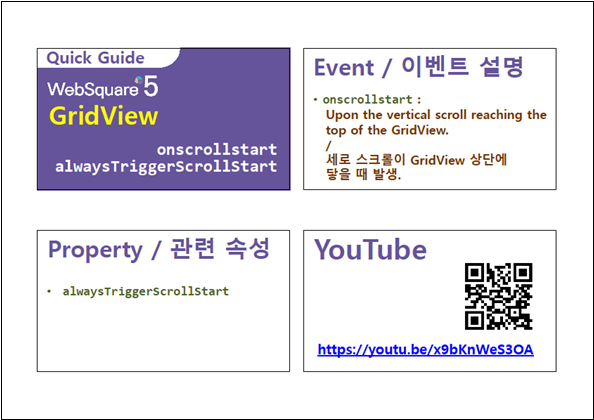 Quick Guide
WebSquare 5
GridView
onscrollstart
alwaysTriggerScrollStart
Event / 이벤트 설명
• onscrollstart :
Upon the vertical scroll reaching the
top of the GridView.
/
세로 스크롤이 GridView 상단에
닿을 때 발생.
Property / 관련 속성
• alwaysTriggerScrollStart
YouTube
https://youtu.be/x9bKnWeS3OA